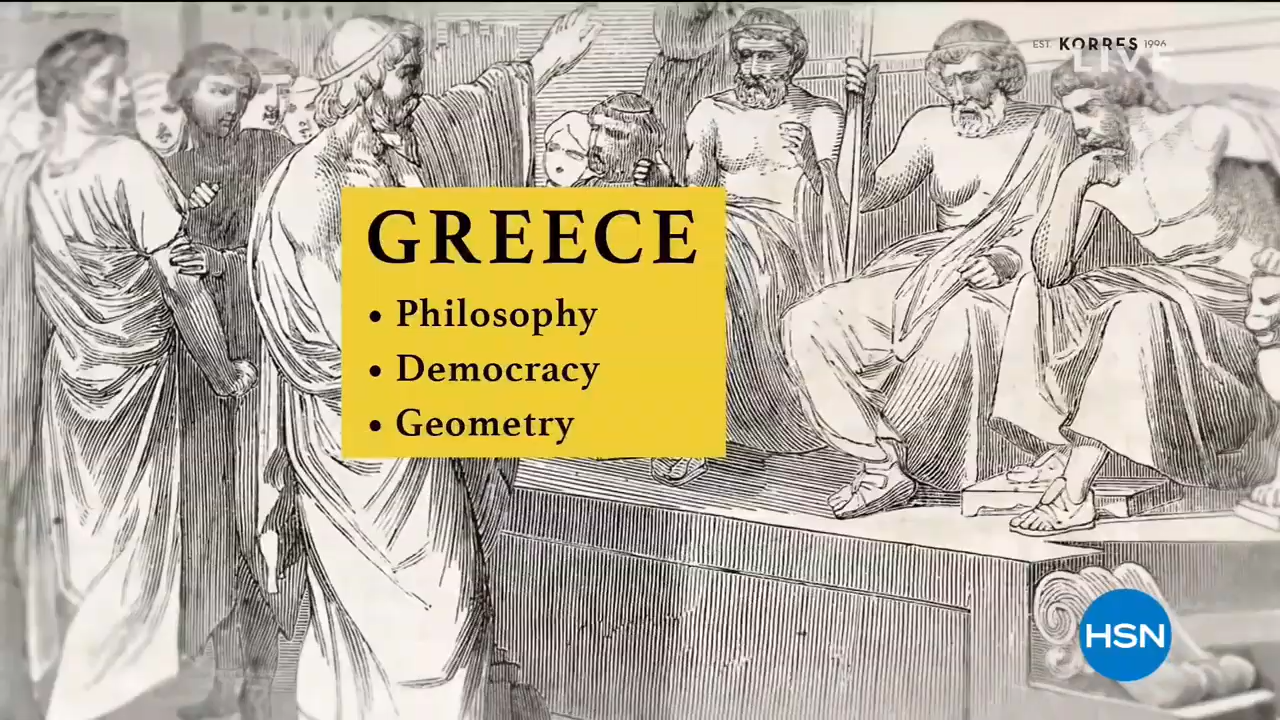 EST. KORRES 1996
LIVE
GREECE
• Philosophy
• Democracy
• Geometry
HSN